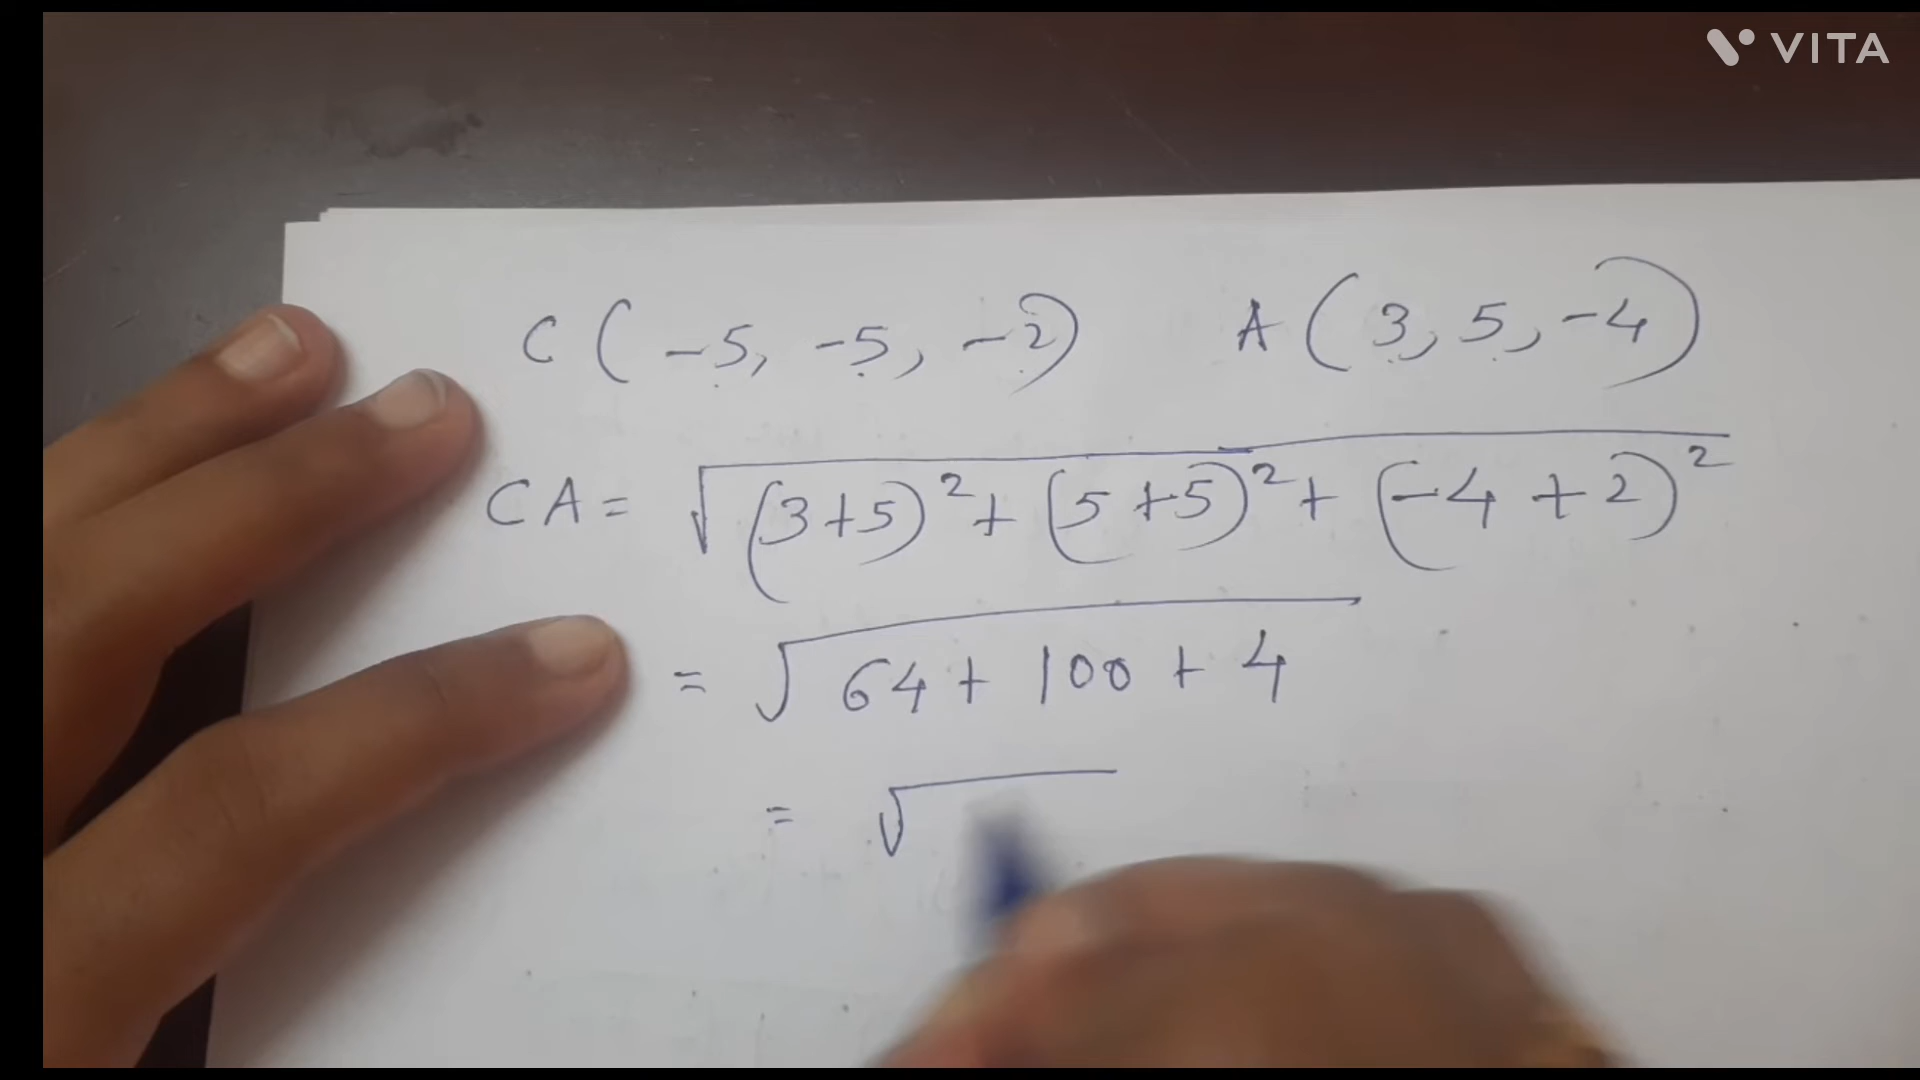 VITA
C ( -5, -5, -2) A ( 3, 5, -4)
CA = √(3+5)² + (5+5)² + (-4+2)²
= √64 + 100 + 4
= √